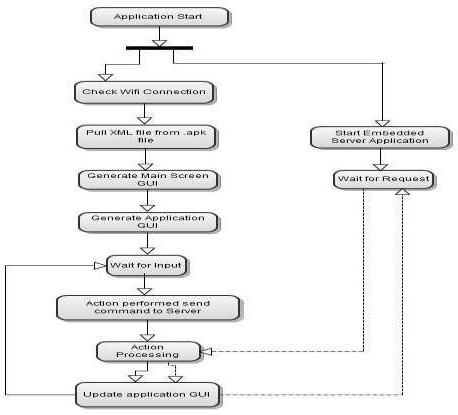 Application Start
Check Wifi Connection
Pull XML file from .apk
file
Start Embedded
Server Application
Generate Main Screen
GUI
Wait for Request
Generate Application
GUI
Wait for Input
Action performed send
command to Server
Action
Processing
Update application GUI